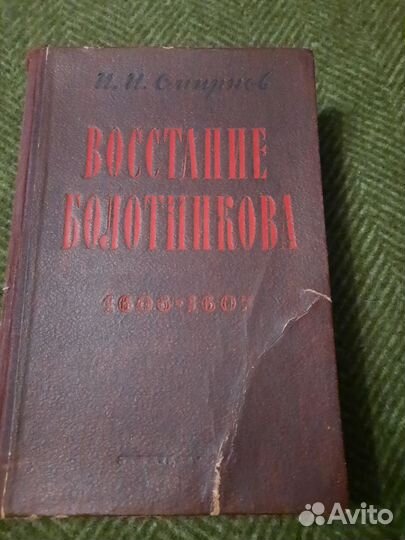 И. И. Смирнов
ВОССТАНИЕ
БОЛОТНИКОВА
1606-1607
Avito